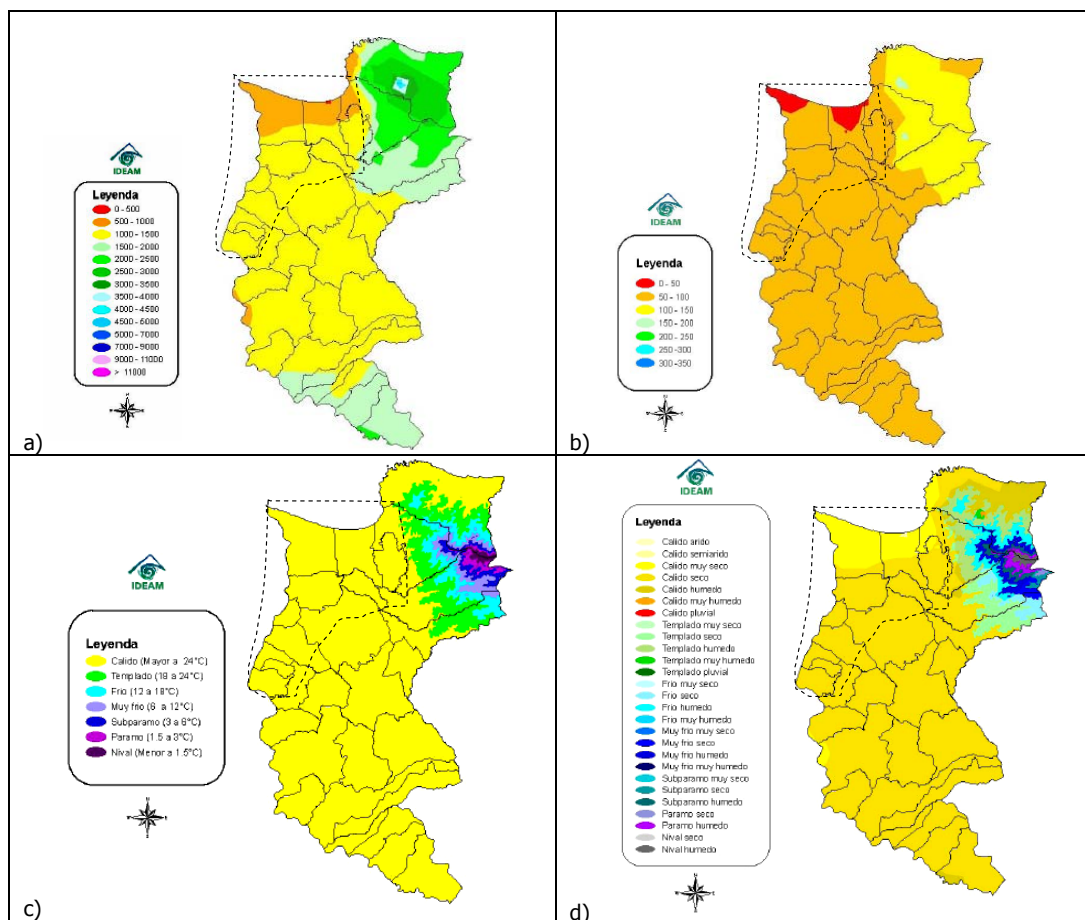 IDEAM
Leyenda
0 - 500
500 - 1000
1000 - 1500
1500 - 2000
2000 - 2500
2500 - 3000
3000 - 3500
3500 - 4000
4000 - 4500
4500 - 5000
5000 - 7000
7000 - 9000
9000 - 11000
> 11000
a)
IDEAM
Leyenda
0 - 50
50 - 100
100 - 150
150 - 200
200 - 250
250 -300
300-350
b)
IDEAM
Leyenda
Calido (Mayor a 24°C)
Templado (18 a 24°C)
Frio (12 a 18°C)
Muy frio (6 a 12°C)
Subparamo (3 a 6°C)
Paramo (1.5 a 3°C)
Nival (Menor a 1.5°C)
c)
IDEAM
Leyenda
Calido arido
Calido semiarido
Calido muy seco
Calido seco
Calido humedo
Calido muy humedo
Calido pluvial
Templado muy seco
Templado seco
Templado humedo
Templado muy humedo
Templado pluvial
Frio muy seco
Frio seco
Frio humedo
Frio muy humedo
Muy frio muy seco
Muy frio seco
Muy frio humedo
Muy frio muy humedo
Subparamo muy seco
Subparamo seco
Subparamo humedo
Paramo seco
Paramo humedo
Nival seco
Nival humedo
d)